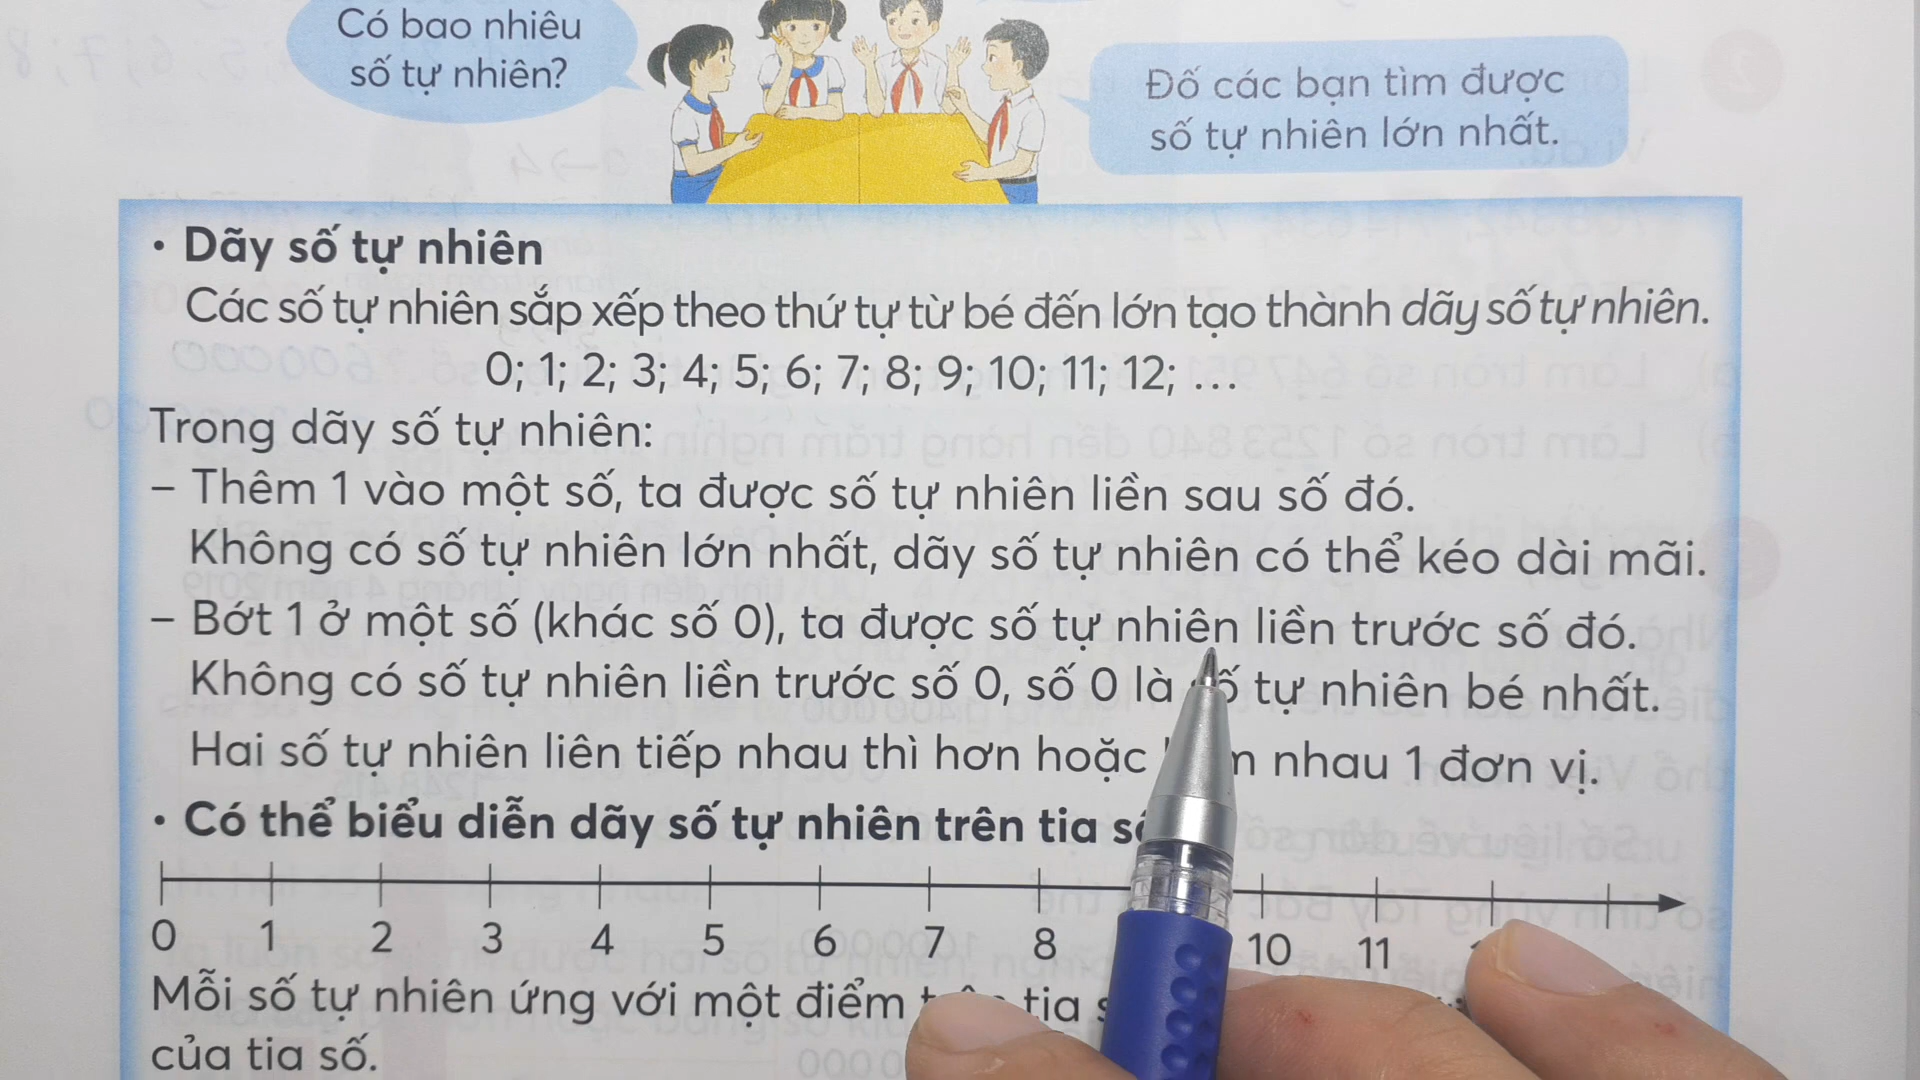 Có bao nhiêu
số tự nhiên?
Đố các bạn tìm được
số tự nhiên lớn nhất.
• Dãy số tự nhiên
Các số tự nhiên sắp xếp theo thứ tự từ bé đến lớn tạo thành dãy số tự nhiên.
0; 1; 2; 3; 4; 5; 6; 7; 8; 9; 10; 11; 12; ...
Trong dãy số tự nhiên:
– Thêm 1 vào một số, ta được số tự nhiên liền sau số đó.
Không có số tự nhiên lớn nhất, dãy số tự nhiên có thể kéo dài mãi.
– Bớt 1 ở một số (khác số 0), ta được số tự nhiên liền trước số đó.
Không có số tự nhiên liền trước số 0, số 0 là số tự nhiên bé nhất.
Hai số tự nhiên liên tiếp nhau thì hơn hoặc nhau 1 đơn vị.
• Có thể biểu diễn dãy số tự nhiên trên tia số
0 1 2 3 4 5 6 7 8 10 11
Mỗi số tự nhiên ứng với một điểm trên tia
của tia số.